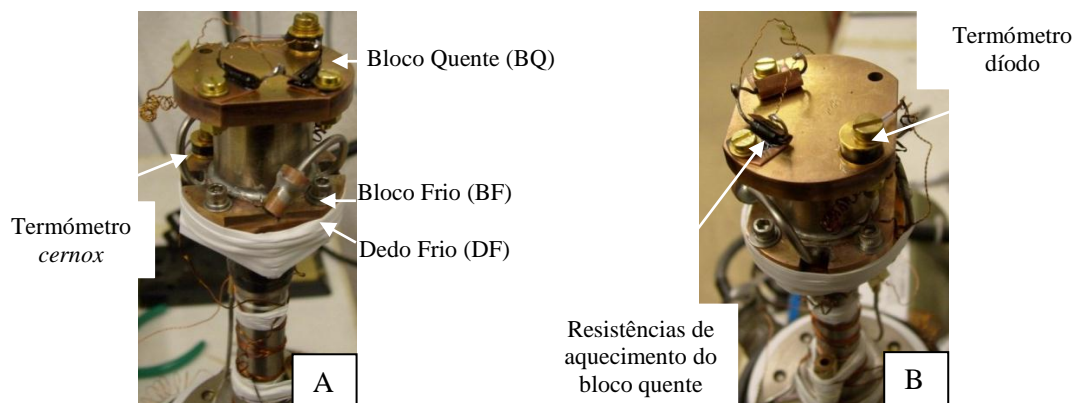 Bloco Quente (BQ)
Bloco Frio (BF)
Dedo Frio (DF)
Termómetro
cernox
A
Termómetro
díodo
Resistências de
aquecimento do
bloco quente
B